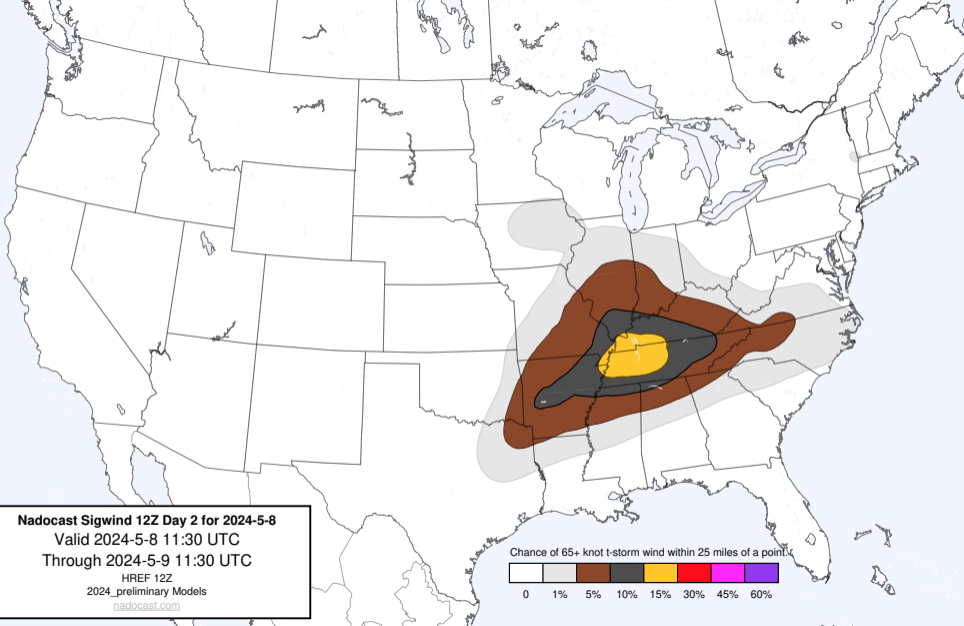 Nadocast Sigwind 12Z Day 2 for 2024-5-8
Valid 2024-5-8 11:30 UTC
Through 2024-5-9 11:30 UTC
HREF 12Z
2024_preliminary Models
nadocast.com
Chance of 65+ knot t-storm wind within 25 miles of a point.
0 1% 5% 10% 15% 30% 45% 60%